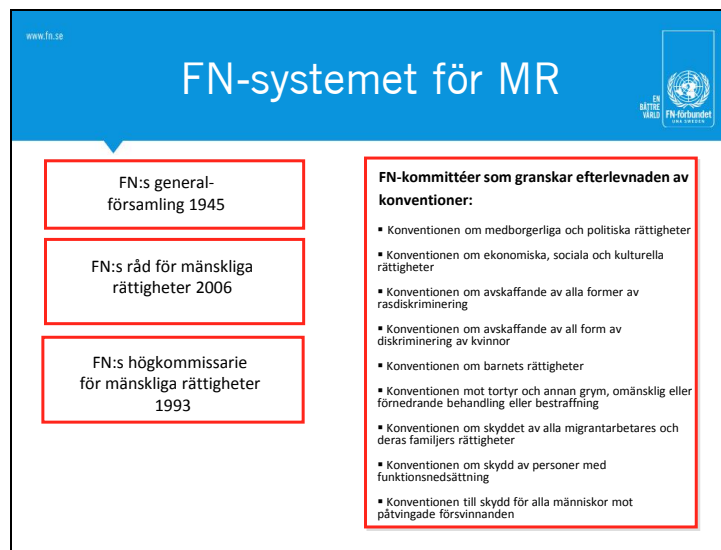 www.fn.se
FN-systemet för MR
EN
BÄTTRE
VÄRLD
FN-förbundet
UNA SWEDEN
FN:s general-
församling 1945
FN:s råd för mänskliga
rättigheter 2006
FN:s högkommissarie
för mänskliga rättigheter
1993
FN-kommittéer som granskar efterlevnaden av
konventioner:
▪ Konventionen om medborgerliga och politiska rättigheter
▪ Konventionen om ekonomiska, sociala och kulturella
rättigheter
▪ Konventionen om avskaffande av alla former av
rasdiskriminering
▪ Konventionen om avskaffande av all form av
diskriminering av kvinnor
▪ Konventionen om barnets rättigheter
▪ Konventionen mot tortyr och annan grym, omänsklig eller
förnedrande behandling eller bestraffning
▪ Konventionen om skyddet av alla migrantarbetares och
deras familjers rättigheter
▪ Konventionen om skydd av personer med
funktionsnedsättning
▪ Konventionen till skydd för alla människor mot
påtvingade försvinnanden